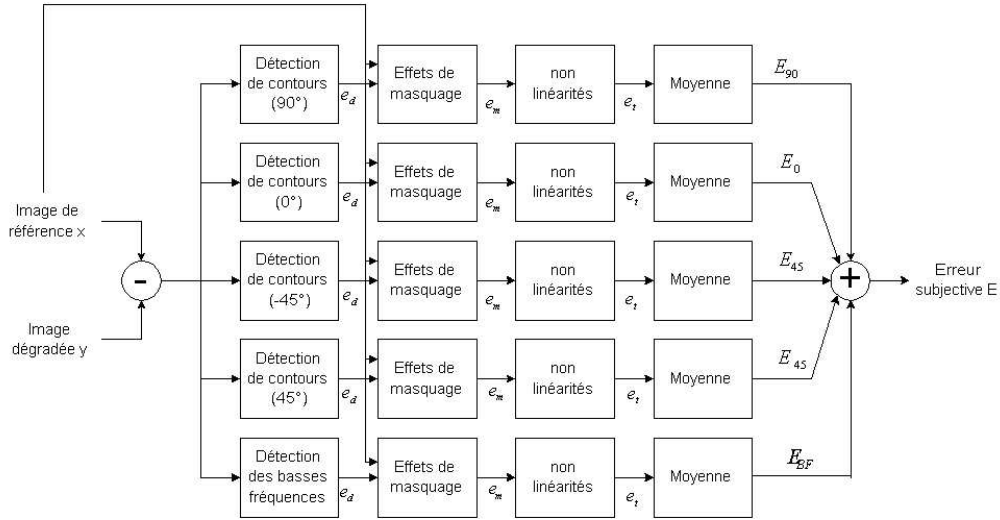 Détection
de contours
(90°)
e_d
Effets de
masquage
e_m
non
linéarités
e_t
Moyenne
E_90
Détection
de contours
(0°)
e_d
Effets de
masquage
e_m
non
linéarités
e_t
Moyenne
E_0
Image de
référence x
-
Image
dégradée y
Détection
de contours
(-45°)
e_d
Effets de
masquage
e_m
non
linéarités
e_t
Moyenne
E_45
+
Erreur
subjective E
Détection
de contours
(45°)
e_d
Effets de
masquage
e_m
non
linéarités
e_t
Moyenne
E_45
Détection
des basses
fréquences
e_d
Effets de
masquage
e_m
non
linéarités
e_t
Moyenne
E_BF